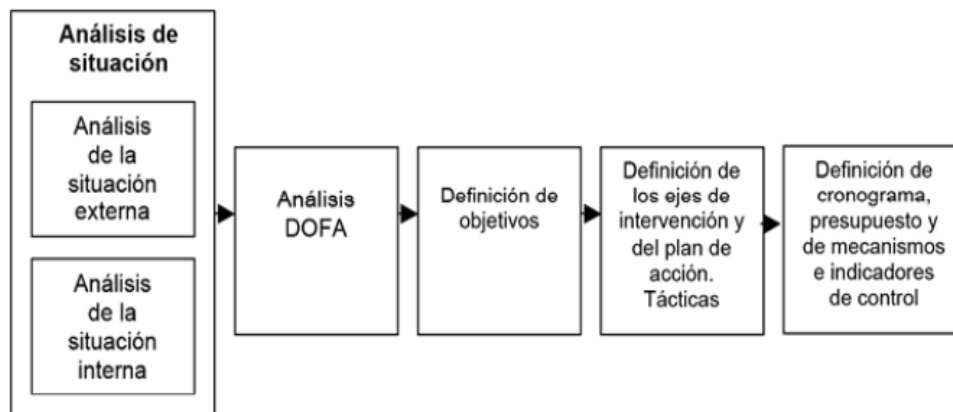 Análisis de
situación
Análisis
de la
situación
externa
Análisis
de la
situación
interna
Análisis
DOFA
Definición de
objetivos
Definición de
los ejes de
intervención y
del plan de
acción.
Tácticas
Definición de
cronograma,
presupuesto y
de mecanismos
e indicadores
de control